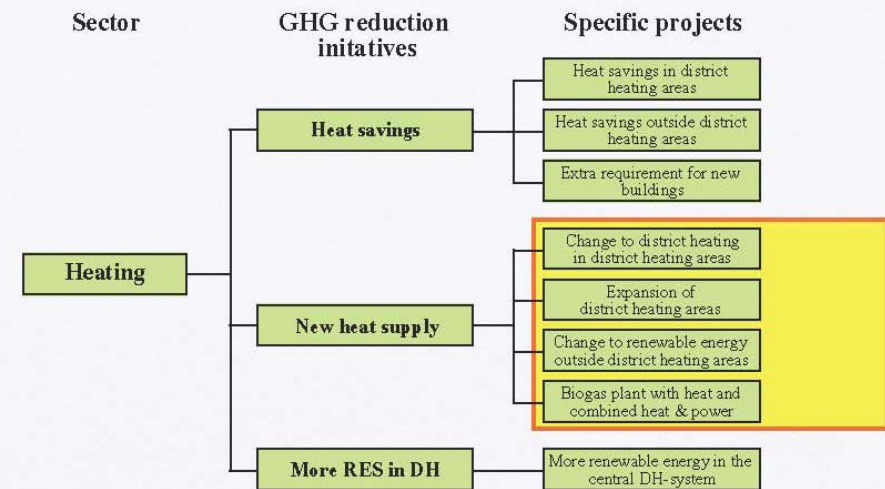 Sector
GHG reduction
initatives
Specific projects
Heat savings in district
heating areas
Heat savings
Heat savings outside district
heating areas
Extra requirement for new
buildings
Heating
Change to district heating
in district heating areas
New heat supply
Expansion of
district heating areas
Change to renewable energy
outside district heating areas
Biogas plant with heat and
combined heat & power
More RES in DH
More renewable energy in the
central DH-system